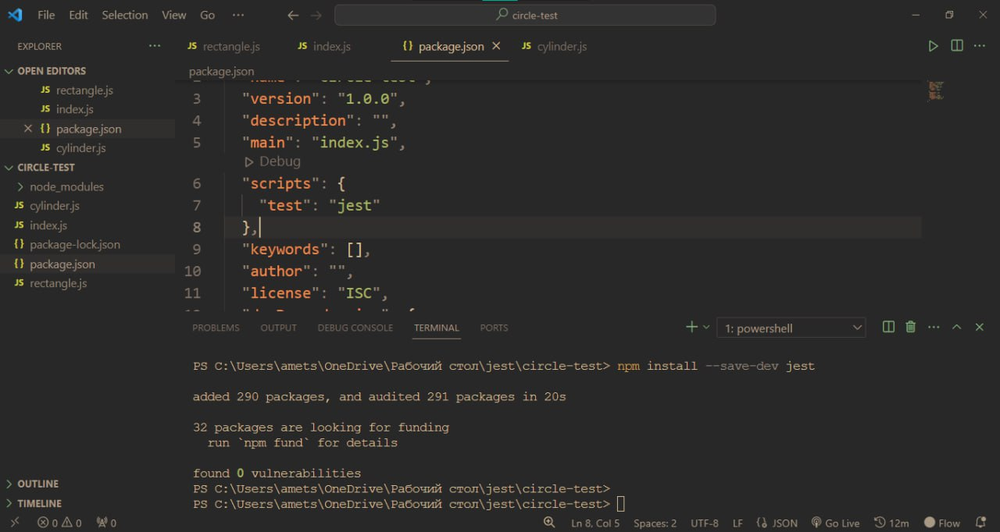 File Edit Selection View Go ···
circle-test
EXPLORER ···
OPEN EDITORS
JS rectangle.js
JS index.js
{} package.json
JS cylinder.js
CIRCLE-TEST
node_modules
JS cylinder.js
JS index.js
{} package-lock.json
{} package.json
JS rectangle.js
OUTLINE
TIMELINE
JS rectangle.js JS index.js {} package.json JS cylinder.js ···
package.json
3 "version": "1.0.0",
4 "description": "",
5 "main": "index.js",
Debug
6 "scripts": {
7 "test": "jest"
8 },
9 "keywords": [],
10 "author": "",
11 "license": "ISC",
PROBLEMS OUTPUT DEBUG CONSOLE TERMINAL PORTS 1: powershell ···
PS C:\Users\amets\OneDrive\Рабочий стол\jest\circle-test> npm install --save-dev jest
added 290 packages, and audited 291 packages in 20s
32 packages are looking for funding
run `npm fund` for details
found 0 vulnerabilities
PS C:\Users\amets\OneDrive\Рабочий стол\jest\circle-test>
PS C:\Users\amets\OneDrive\Рабочий стол\jest\circle-test>
0 0 0 Ln 8, Col 5 Spaces: 2 UTF-8 LF {} JSON Go Live 12m Flow